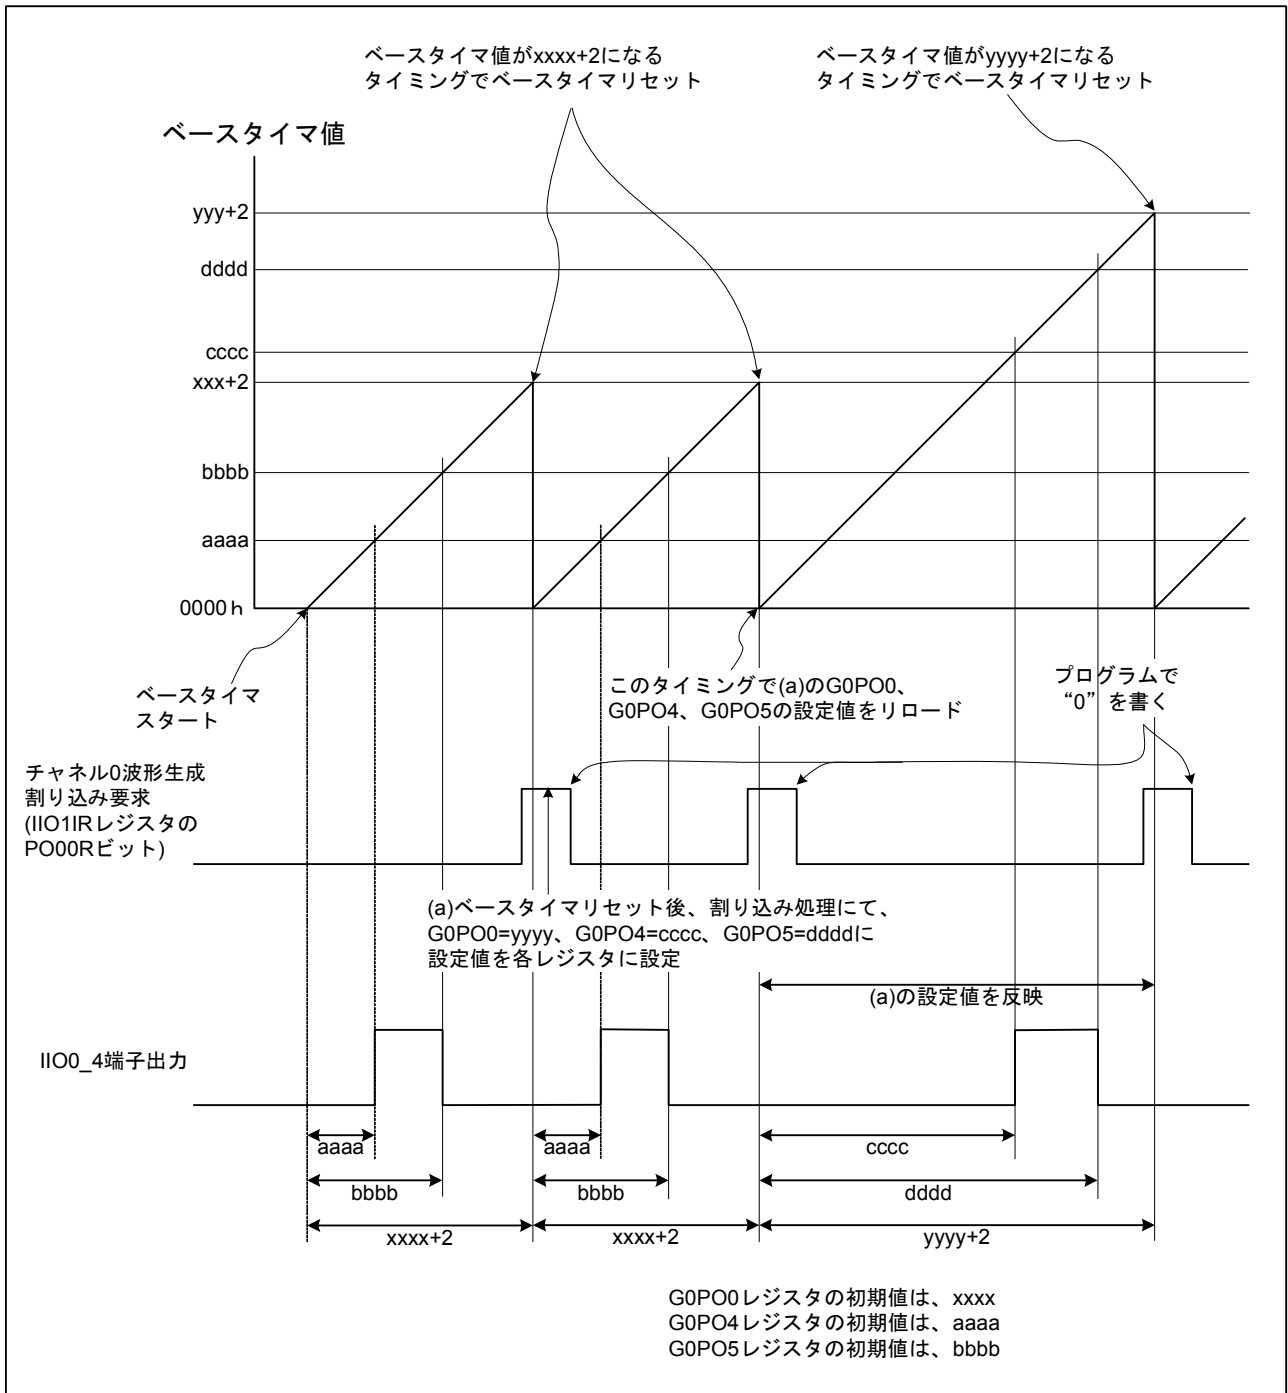 ベースタイマ値がxxxx+2になる
タイミングでベースタイマリセット
ベースタイマ値がyyyy+2になる
タイミングでベースタイマリセット
ベースタイマ値
yyy+2
dddd
cccc
xxx+2
bbbb
aaaa
0000h
ベースタイマ
スタート
このタイミングで(a)のG0PO0、
G0PO4、G0PO5の設定値をリロード
プログラムで
“0”を書く
チャネル0波形生成
割り込み要求
(IIO1IRレジスタの
PO00Rビット)
(a)ベースタイマリセット後、割り込み処理にて、
G0PO0=yyyy、G0PO4=cccc、G0PO5=ddddに
設定値を各レジスタに設定
(a)の設定値を反映
IIO0_4端子出力
aaaa
aaaa
cccc
bbbb
bbbb
dddd
xxxx+2
xxxx+2
yyyy+2
G0PO0レジスタの初期値は、xxxx
G0PO4レジスタの初期値は、aaaa
G0PO5レジスタの初期値は、bbbb